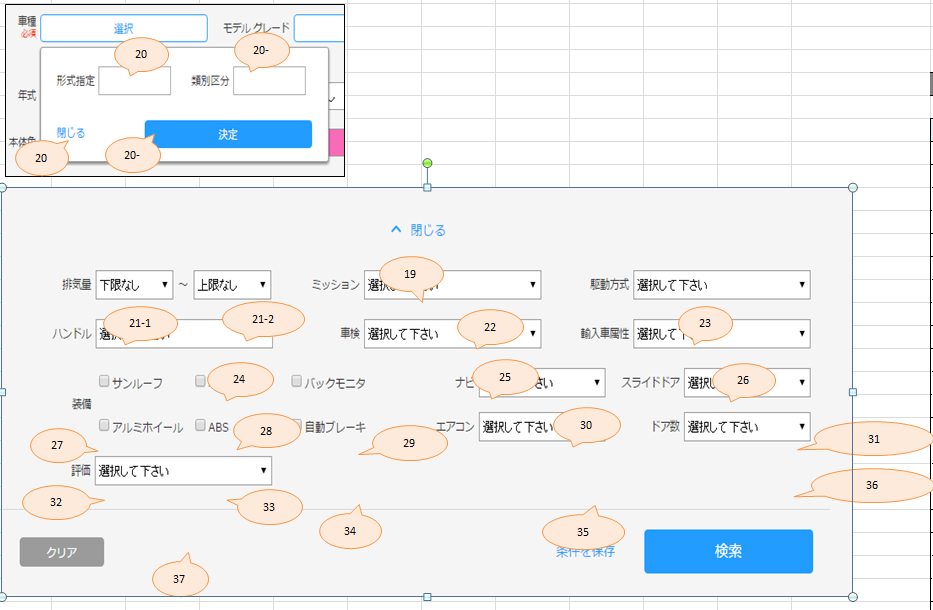 車種 選択 モデル グレード
必須
20 20-
形式指定 類別区分
年式
閉じる 決定
本体色
20 20-
閉じる
排気量 下限なし ～ 上限なし ミッション 選択 19 駆動方式 選択して下さい
ハンドル 選 21-1 21-2 車検 選択して下さい 22 輸入車属性 選択して 23
サンルーフ 24 バックモニタ ナビ 25 さい スライドドア 選択 26
装備
アルミホイール ABS 28 自動ブレーキ 29 エアコン 選択して下さい 30 ドア数 選択して下さい 31
27
評価 選択して下さい
32 33 34 35 36
クリア 条件を保存 検索
37